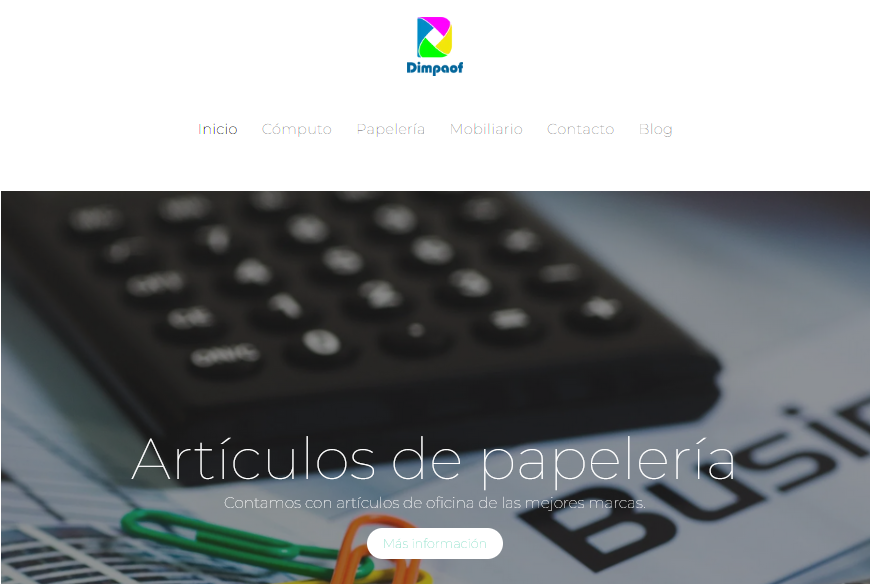 Dimpaof
Inicio Cómputo Papelería Mobiliario Contacto Blog
Artículos de papelería
Contamos con artículos de oficina de las mejores marcas.
Más información